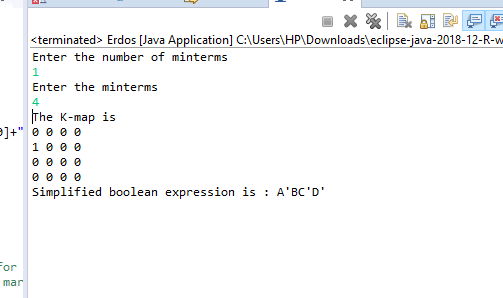 <terminated> Erdos [Java Application] C:\Users\HP\Downloads\eclipse-java-2018-12-R-w
Enter the number of minterms
1
Enter the minterms
4
The K-map is
0 0 0 0
1 0 0 0
0 0 0 0
0 0 0 0
Simplified boolean expression is : A'BC'D'
0]+"
for
mar